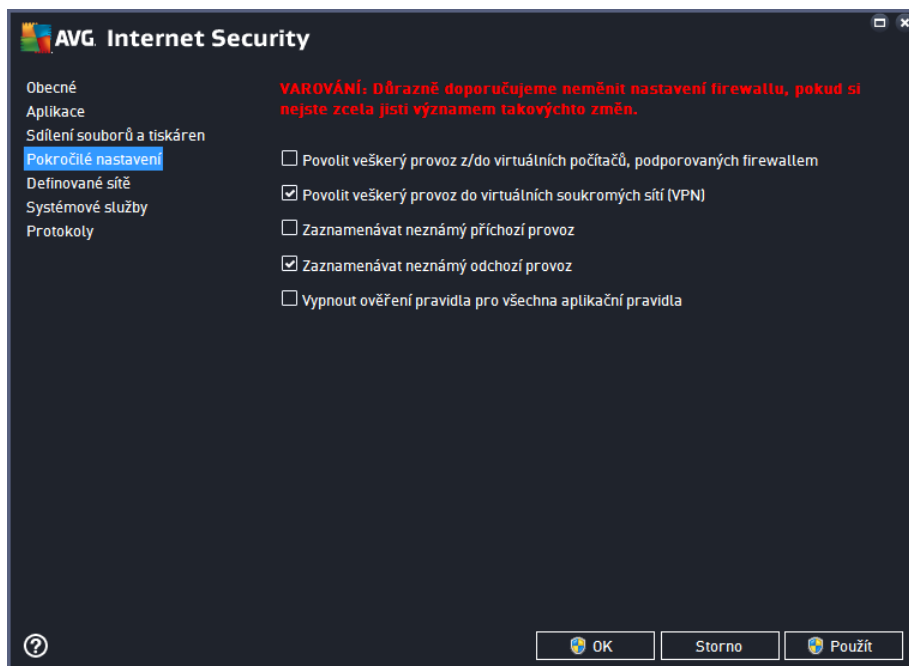 AVG Internet Security
Obecné
Aplikace
Sdílení souborů a tiskáren
Pokročilé nastavení
Definované sítě
Systémové služby
Protokoly
VAROVÁNÍ: Důrazně doporučujeme neměnit nastavení firewallu, pokud si
nejste zcela jisti významem takovýchto změn.
Povolit veškerý provoz z/do virtuálních počítačů, podporovaných firewallem
Povolit veškerý provoz do virtuálních soukromých sítí (VPN)
Zaznamenávat neznámý příchozí provoz
Zaznamenávat neznámý odchozí provoz
Vypnout ověření pravidla pro všechna aplikační pravidla
?
OK
Storno
Použít